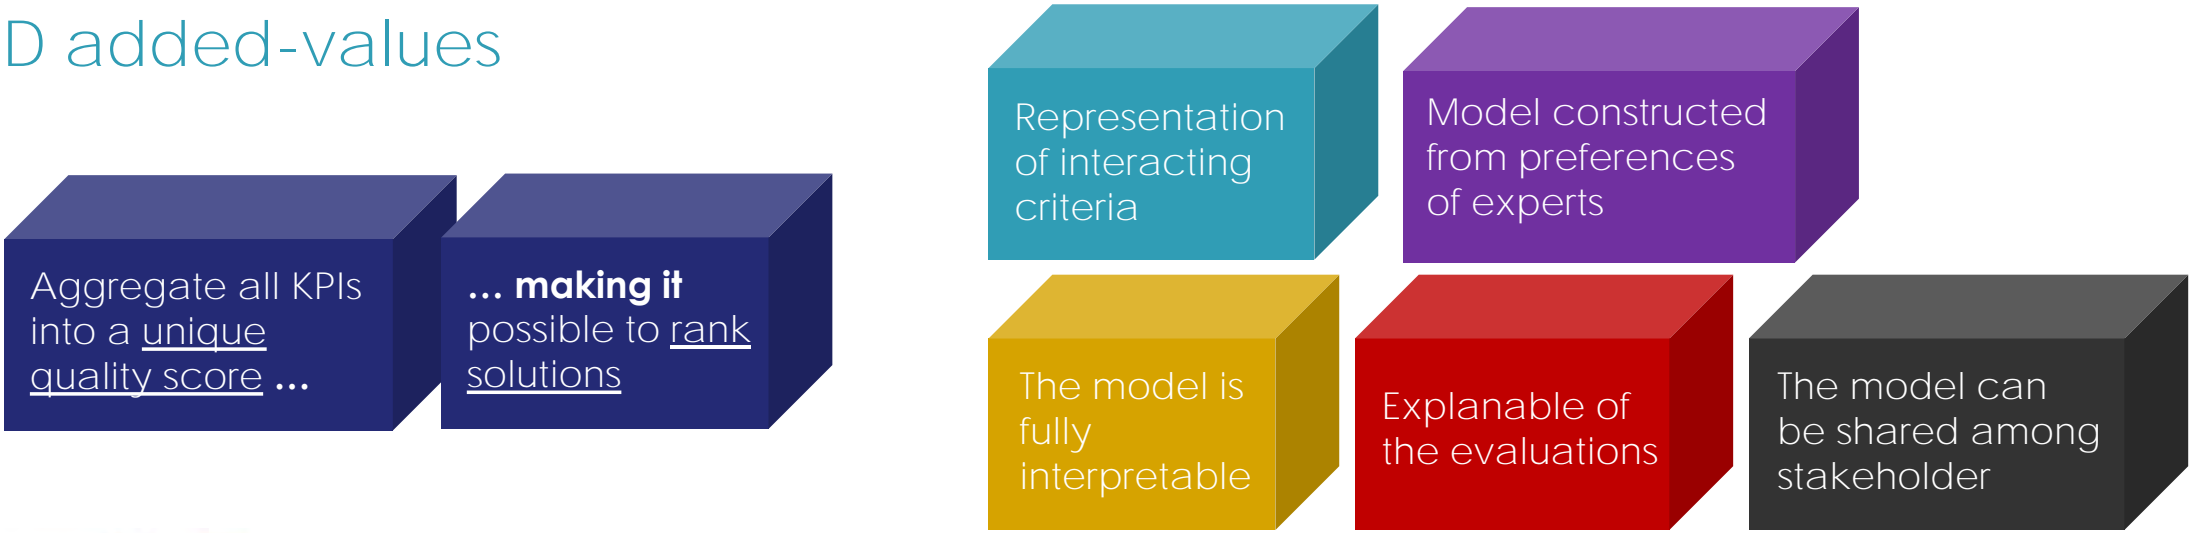 D added-values
Aggregate all KPIs
into a unique
quality score ...
... making it
possible to rank
solutions
Representation
of interacting
criteria
Model constructed
from preferences
of experts
The model is
fully
interpretable
Explanable of
the evaluations
The model can
be shared among
stakeholder